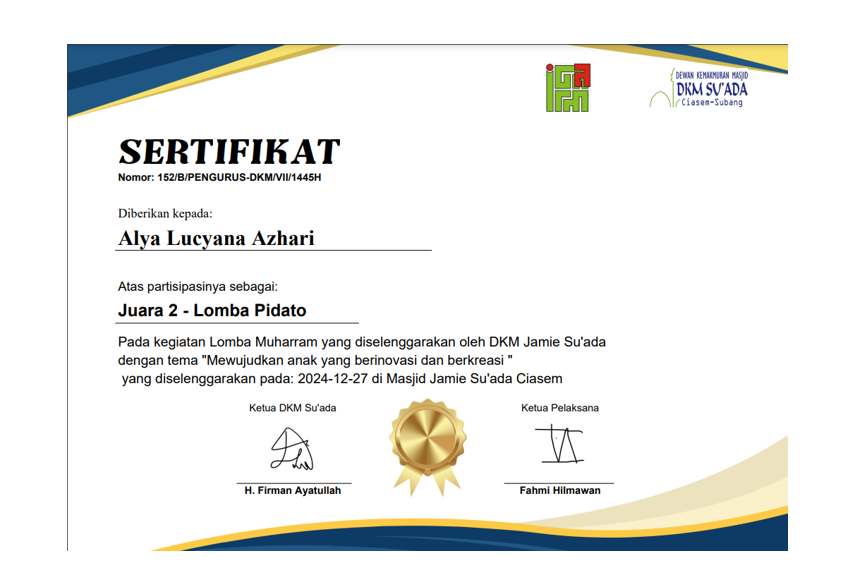 DEWAN KEMAKMURAN MASJID
DKM SU'ADA
Ciasem-Subang
SERTIFIKAT
Nomor: 152/B/PENGURUS-DKM/VII/1445H
Diberikan kepada:
Alya Lucyana Azhari
Atas partisipasinya sebagai:
Juara 2 - Lomba Pidato
Pada kegiatan Lomba Muharram yang diselenggarakan oleh DKM Jamie Su'ada
dengan tema "Mewujudkan anak yang berinovasi dan berkreasi "
yang diselenggarakan pada: 2024-12-27 di Masjid Jamie Su'ada Ciasem
Ketua DKM Su'ada
Ketua Pelaksana
H. Firman Ayatullah
Fahmi Hilmawan